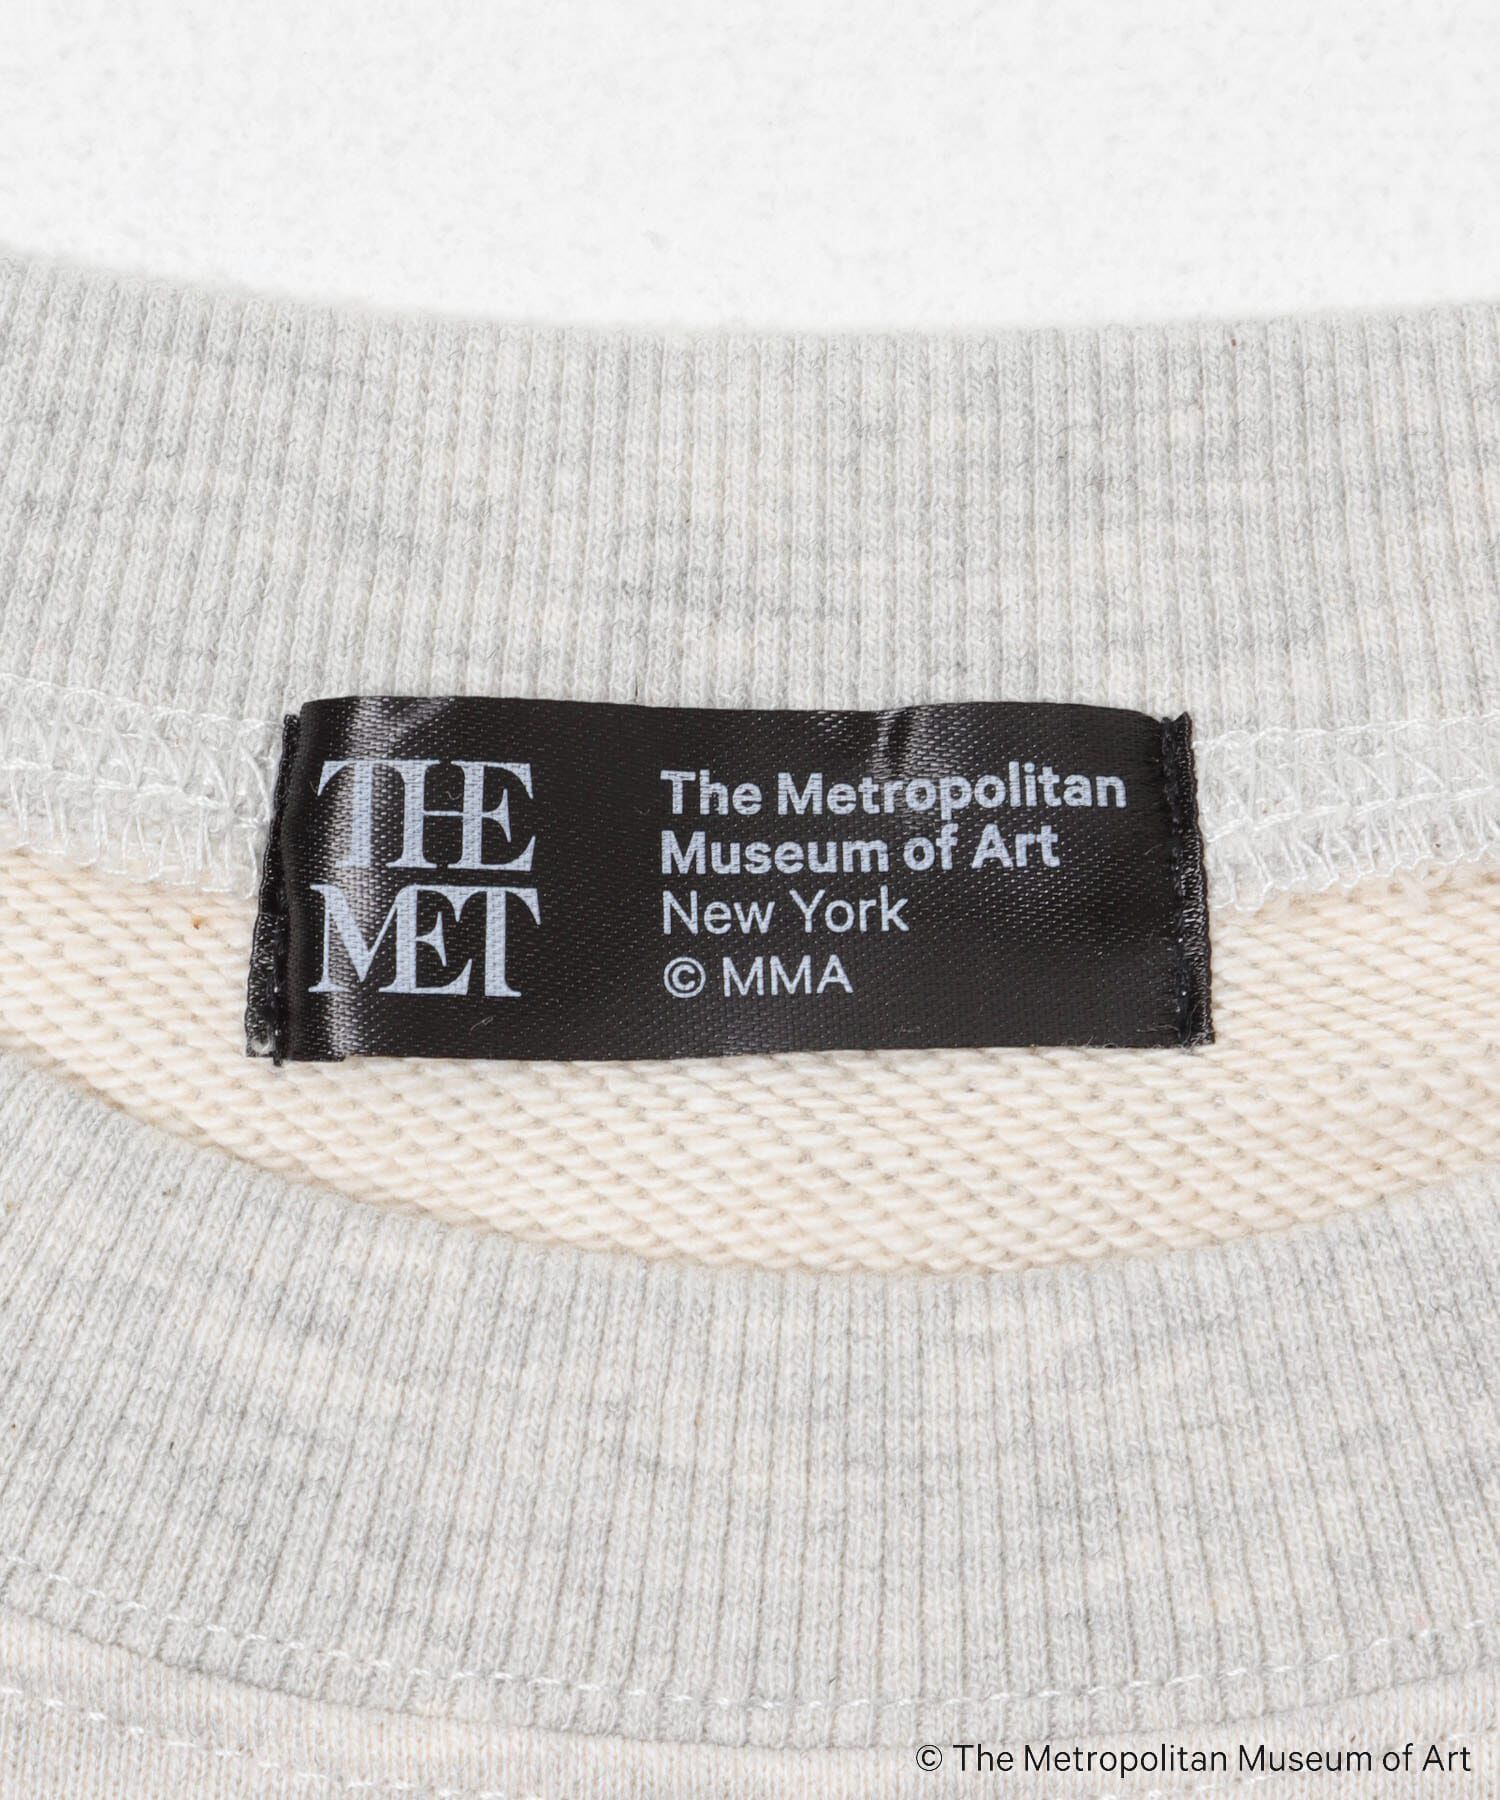 THE
MET
The Metropolitan
Museum of Art
New York
© MMA
© The Metropolitan Museum of Art